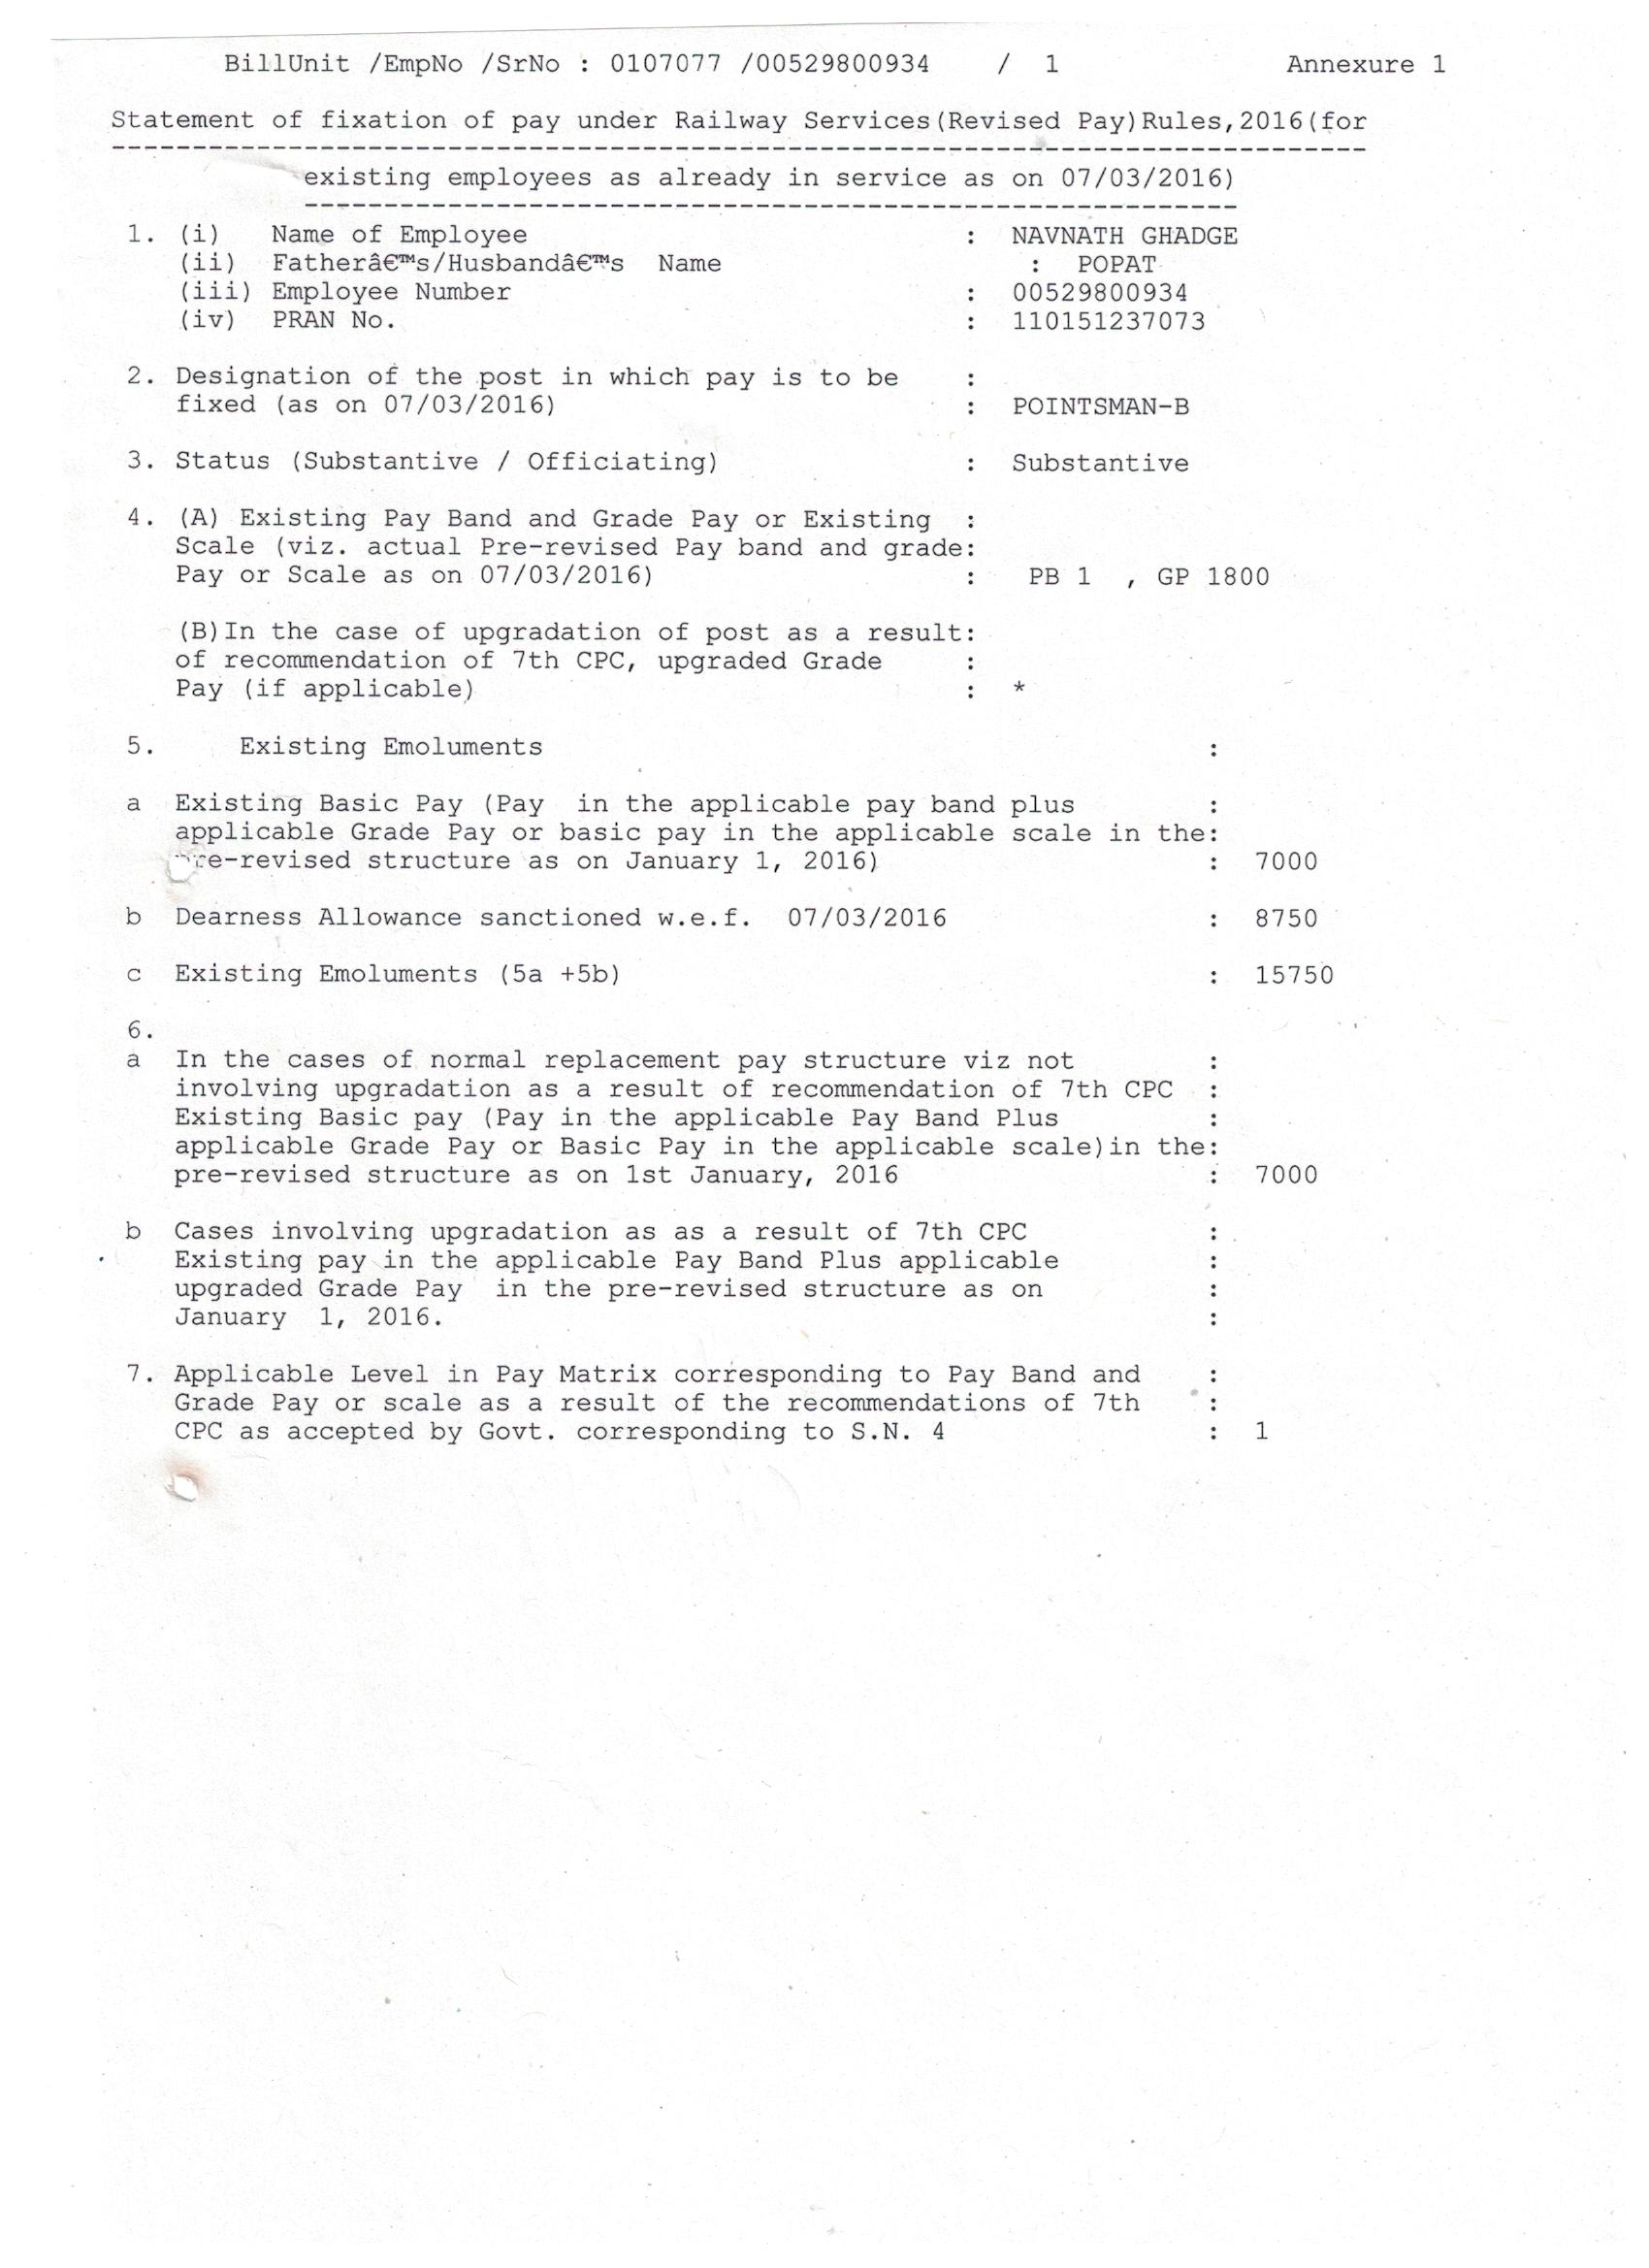 BillUnit /EmpNo /SrNo : 0107077 /00529800934 / 1 Annexure 1
Statement of fixation of pay under Railway Services(Revised Pay)Rules,2016(for
existing employees as already in service as on 07/03/2016)
1. (i) Name of Employee : NAVNATH GHADGE
(ii) Fatherâ€™s/Husbandâ€™s Name : POPAT
(iii) Employee Number : 00529800934
(iv) PRAN No. : 110151237073
2. Designation of the post in which pay is to be :
fixed (as on 07/03/2016) : POINTSMAN-B
3. Status (Substantive / Officiating) : Substantive
4. (A) Existing Pay Band and Grade Pay or Existing :
Scale (viz. actual Pre-revised Pay band and grade:
Pay or Scale as on 07/03/2016) : PB 1 , GP 1800
(B)In the case of upgradation of post as a result:
of recommendation of 7th CPC, upgraded Grade :
Pay (if applicable) : *
5. Existing Emoluments :
a Existing Basic Pay (Pay in the applicable pay band plus :
applicable Grade Pay or basic pay in the applicable scale in the:
pre-revised structure as on January 1, 2016) : 7000
b Dearness Allowance sanctioned w.e.f. 07/03/2016 : 8750
c Existing Emoluments (5a +5b) : 15750
6.
a In the cases of normal replacement pay structure viz not :
involving upgradation as a result of recommendation of 7th CPC :
Existing Basic pay (Pay in the applicable Pay Band Plus :
applicable Grade Pay or Basic Pay in the applicable scale)in the:
pre-revised structure as on 1st January, 2016 : 7000
b Cases involving upgradation as as a result of 7th CPC :
Existing pay in the applicable Pay Band Plus applicable :
upgraded Grade Pay in the pre-revised structure as on :
January 1, 2016. :
7. Applicable Level in Pay Matrix corresponding to Pay Band and :
Grade Pay or scale as a result of the recommendations of 7th :
CPC as accepted by Govt. corresponding to S.N. 4 : 1